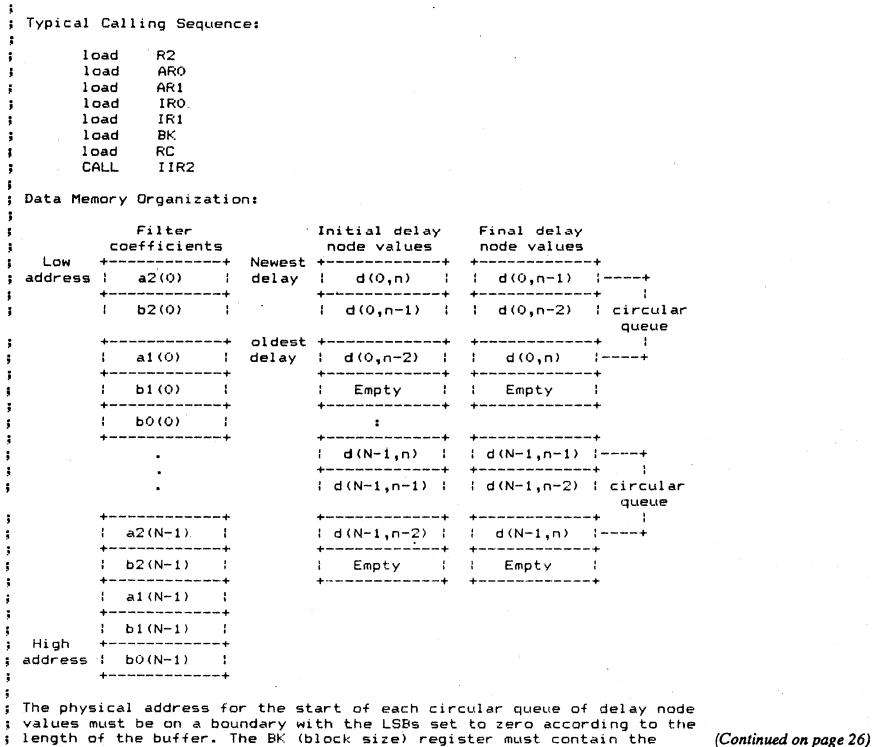 ;
; Typical Calling Sequence:
;
;       load    R2
;       load    AR0
;       load    AR1
;       load    IR0
;       load    IR1
;       load    BK
;       load    RC
;       CALL    IIR2
;
; Data Memory Organization:
;
;             Filter                  Initial delay    Final delay
;          coefficients                node values     node values
;   Low   +------------+     Newest +-------------+  +------------+
; address |   a2(0)    |     delay  |   d(0,n)    |  |  d(0,n-1)  |----+
;         +------------+            +-------------+  +------------+    |
;         |   b2(0)    |            |  d(0,n-1)   |  |  d(0,n-2)  | circular
                                                                   queue
;         +------------+     oldest +-------------+  +------------+    |
;         |   a1(0)    |     delay  |  d(0,n-2)   |  |   d(0,n)   |----+
;         +------------+            +-------------+  +------------+
;         |   b1(0)    |            |    Empty    |  |   Empty    |
;         +------------+            +-------------+  +------------+
;         |   b0(0)    |                   :
;         +------------+            +-------------+  +------------+
;               .                   |  d(N-1,n)   |  | d(N-1,n-1) |----+
;               .                   +-------------+  +------------+    |
;               .                   | d(N-1,n-1)  |  | d(N-1,n-2) | circular
                                                                   queue
;         +------------+            +-------------+  +------------+    |
;         |  a2(N-1)   |            | d(N-1,n-2)  |  |  d(N-1,n)  |----+
;         +------------+            +-------------+  +------------+
;         |  b2(N-1)   |            |    Empty    |  |   Empty    |
;         +------------+            +-------------+  +------------+
;         |  a1(N-1)   |
;         +------------+
;         |  b1(N-1)   |
;  High   +------------+
; address |  b0(N-1)   |
;         +------------+
;
; The physical address for the start of each circular queue of delay node
; values must be on a boundary with the LSBs set to zero according to the
; length of the buffer. The BK (block size) register must contain the (Continued on page 26)